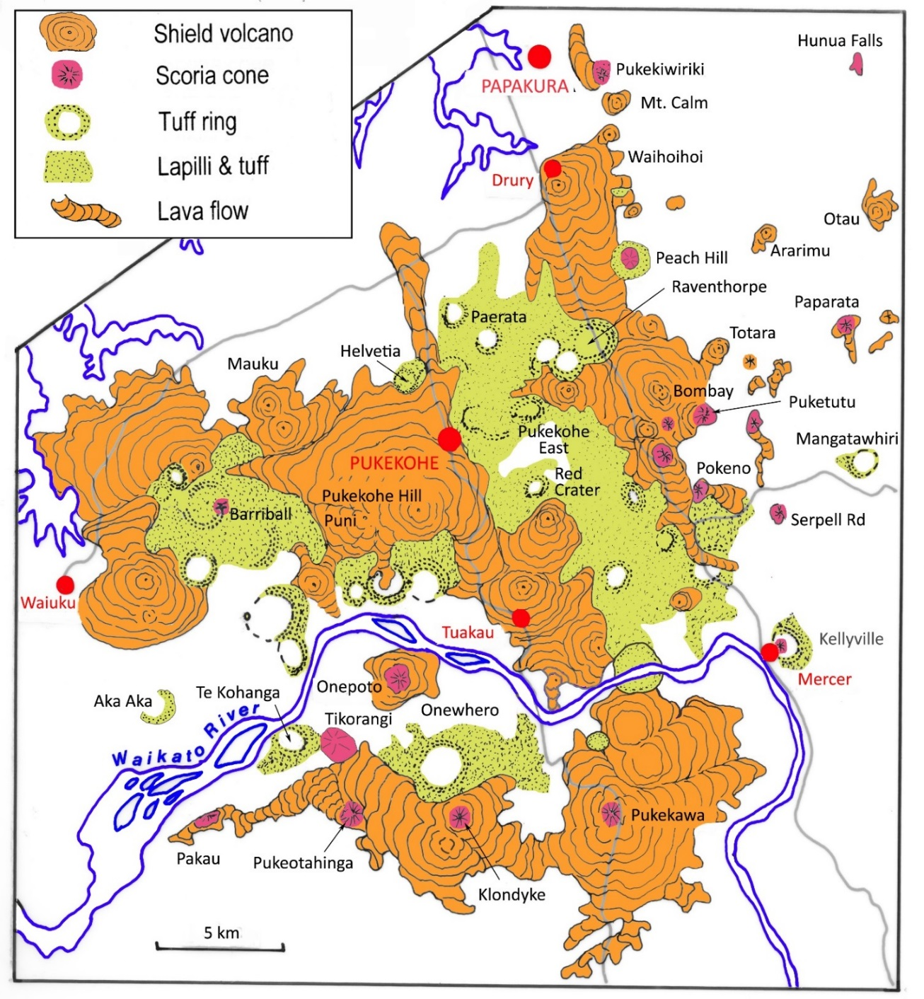 Shield volcano
Scoria cone
Tuff ring
Lapilli & tuff
Lava flow
Hunua Falls
Pukekiwiriki
PAPAKURA
Mt. Calm
Waihoihoi
Drury
Otau
Ararimu
Peach Hill
Raventhorpe
Paparata
Paerata
Totara
Helvetia
Mauku
Bombay
Puketutu
Pukekohe
East
Mangatawhiri
PUKEKOHE
Pokeno
Red
Crater
Pukekohe Hill
Barriball
Puni
Serpell Rd
Waiuku
Tuakau
Kellyville
Mercer
Onepoto
Te Kohanga
Aka Aka
Onewhero
Tikorangi
Waikato River
Pukekawa
Pakau
Pukeotahinga
Klondyke
5 km